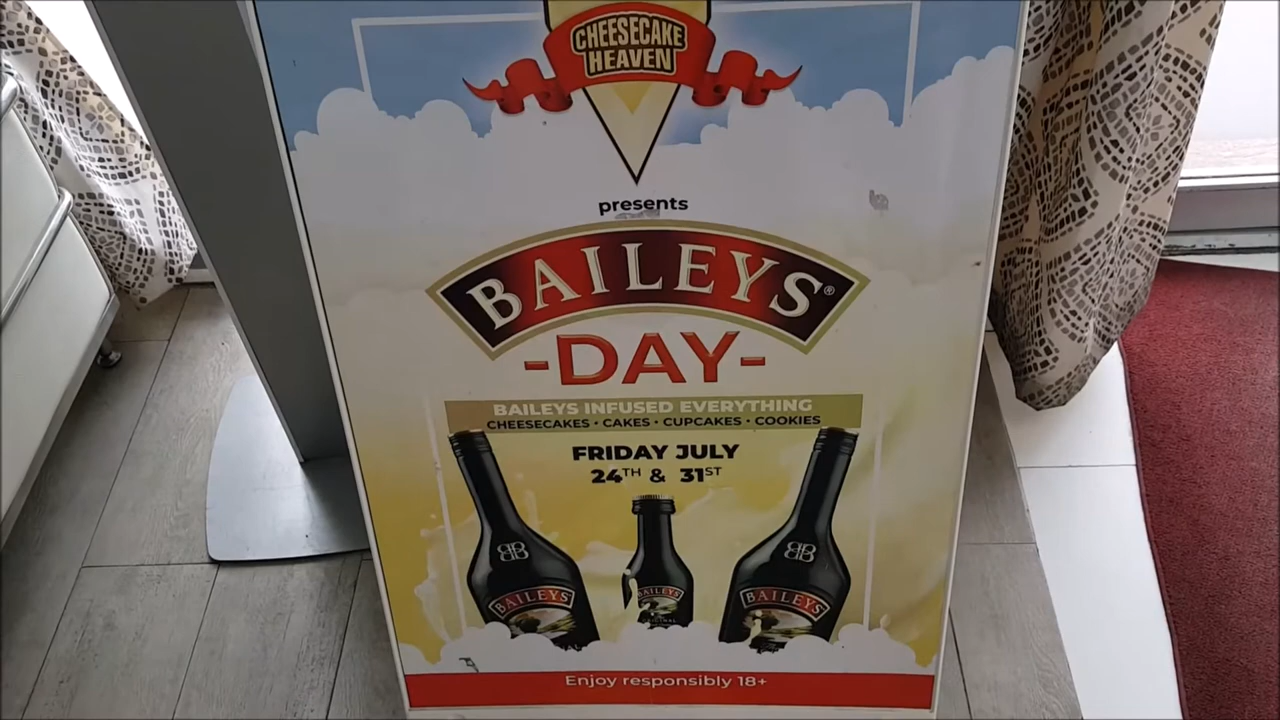 CHEESECAKE
HEAVEN
presents
BAILEYS®
-DAY-
BAILEYS INFUSED EVERYTHING
CHEESECAKES • CAKES • CUPCAKES • COOKIES
FRIDAY JULY
24TH & 31ST
BAILEYS
BAILEYS
ORIGINAL
BAILEYS
Enjoy responsibly 18+